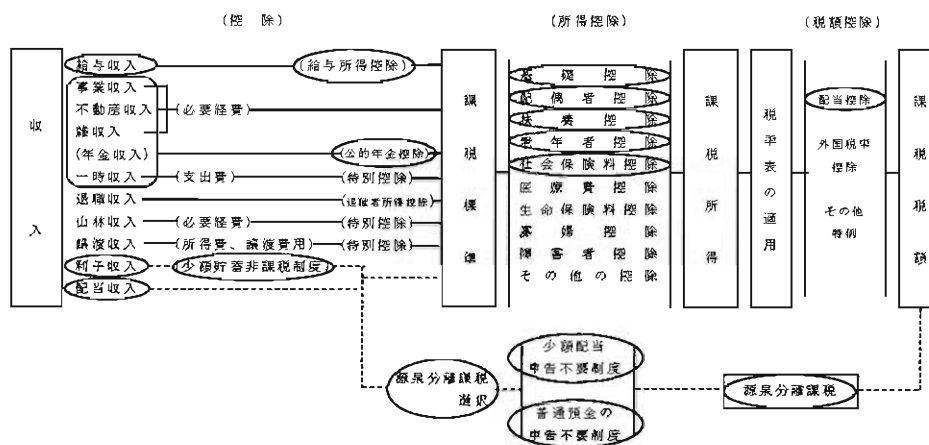 (控 除)
(所得控除)
(税額控除)
収入
給与収入
(給与所得控除)
事業収入
不動産収入
(必要経費)
雑収入
(年金収入)
(公的年金控除)
一時収入
(支出費)
(特別控除)
退職収入
(退職者所得控除)
山林収入
(必要経費)
(特別控除)
譲渡収入
(所得費、譲渡費用)
(特別控除)
利子収入
少額貯蓄非課税制度)
配当収入
課税標準
基礎控除
配偶者控除
扶養控除
老年者控除
社会保険料控除
医療費控除
生命保険料控除
寡婦控除
障害者控除
その他の控除
課税所得
税率表の適用
配当控除
外国税率
控除
その他
特例
課税税額
源泉分離課税
選択
少額配当
申告不要制度
普通預金の
申告不要制度
源泉分離課税